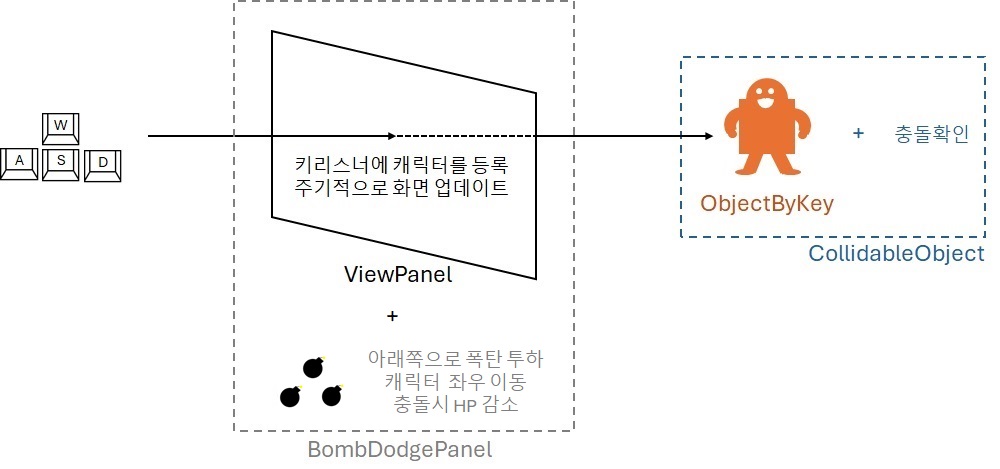 W
A S D
키리스너에 캐릭터를 등록
주기적으로 화면 업데이트
ViewPanel
+
아래쪽으로 폭탄 투하
캐릭터 좌우 이동
충돌시 HP 감소
BombDodgePanel
+ 충돌확인
ObjectByKey
CollidableObject